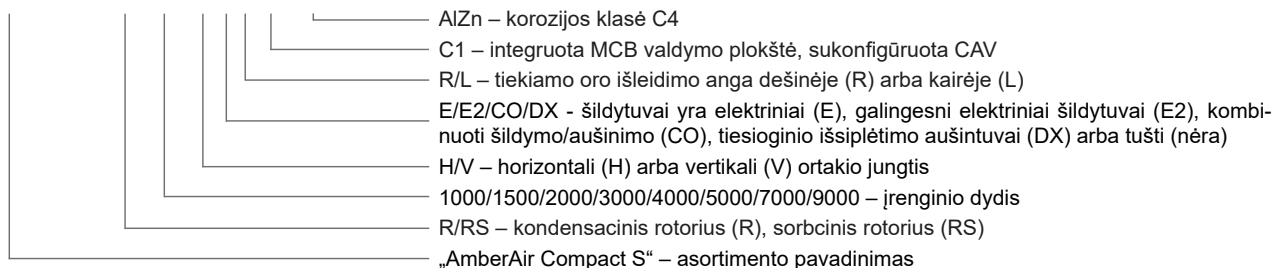 AlZn – korozijos klasė C4
C1 – integruota MCB valdymo plokštė, sukonfigūruota CAV
R/L – tiekiamo oro išleidimo anga dešinėje (R) arba kairėje (L)
E/E2/CO/DX - šildytuvai yra elektriniai (E), galingesni elektriniai šildytuvai (E2), kombi-
nuoti šildymo/aušinimo (CO), tiesioginio išsiplėtimo aušintuvai (DX) arba tušti (nėra)
H/V – horizontali (H) arba vertikali (V) ortakio jungtis
1000/1500/2000/3000/4000/5000/7000/9000 – įrenginio dydis
R/RS – kondensacinis rotorius (R), sorbcinis rotorius (RS)
„AmberAir Compact S“ – asortimento pavadinimas